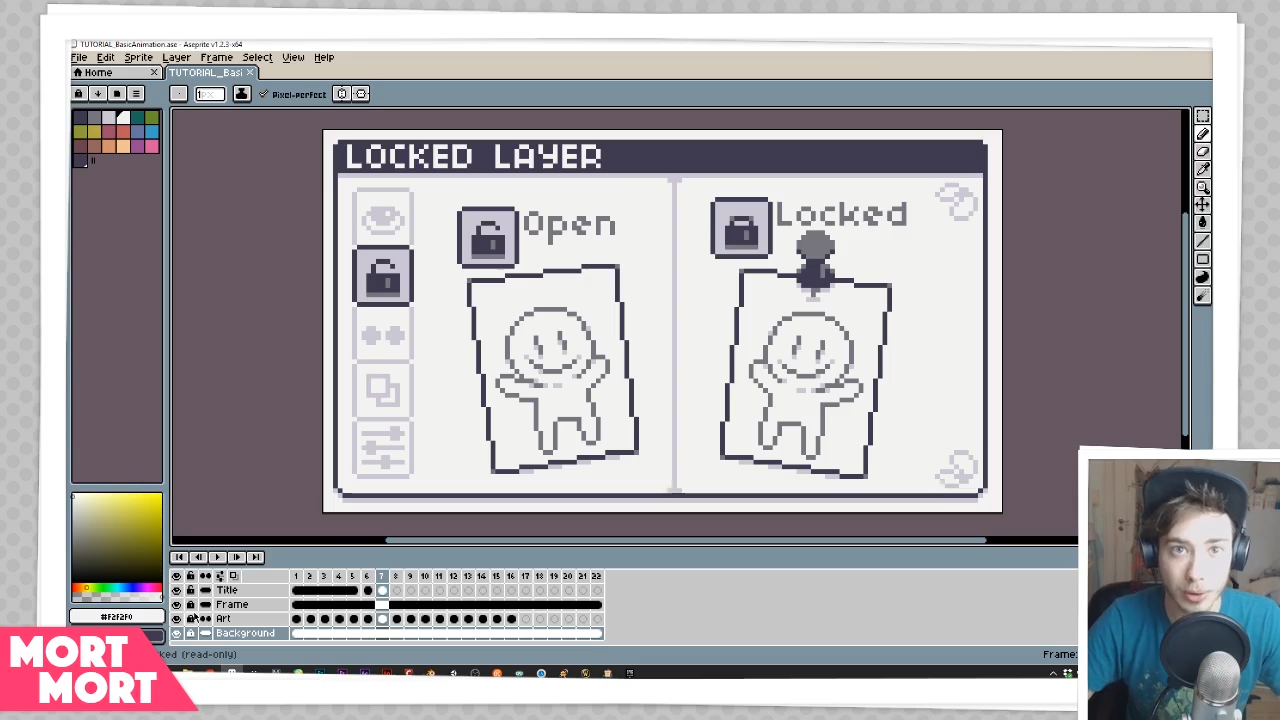 TUTORIAL_BasicAnimation.ase - Aseprite v1.2.3-x64
File Edit Sprite Layer Frame Select View Help
Home TUTORIAL_Basi
1px Pixel-perfect
LOCKED LAYER
Open Locked
1 2 3 4 5 6 7 8 9 10 11 12 13 14 15 16 17 18 19 20 21 22
Title
Frame
Art
#F2F2F0 Background
(read-only) Frame:
MORT
MORT